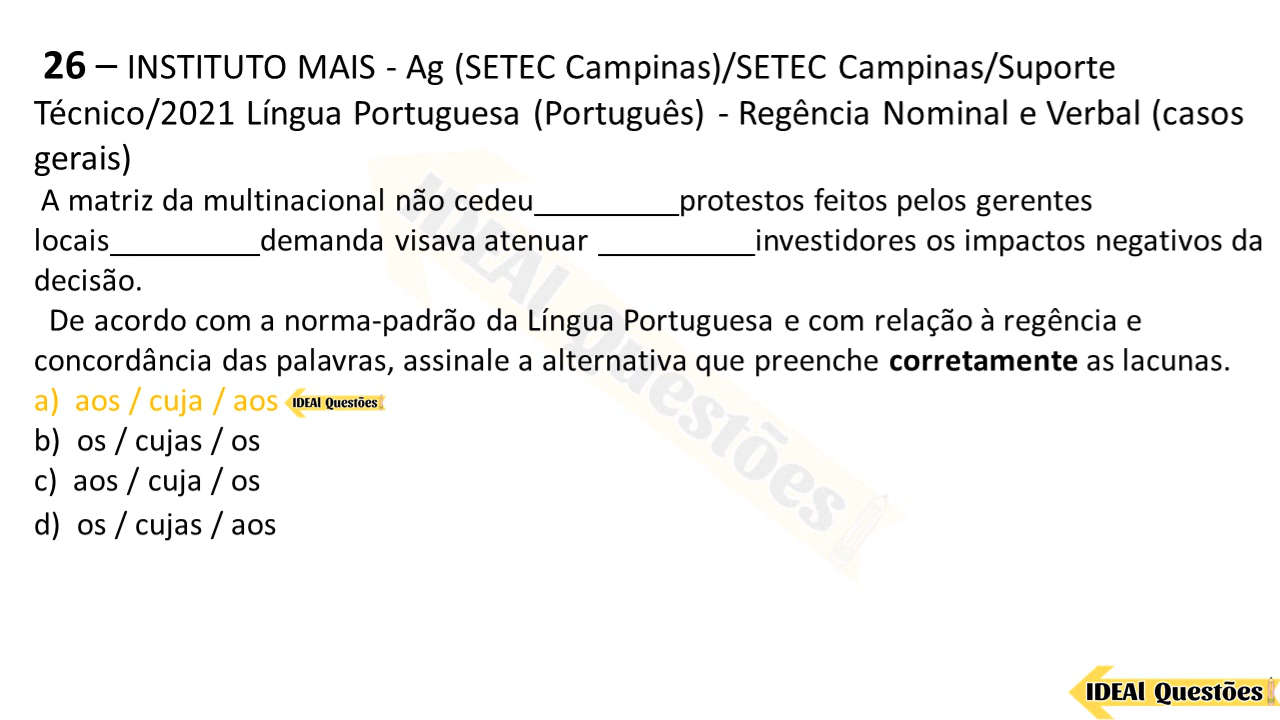 26 – INSTITUTO MAIS - Ag (SETEC Campinas)/SETEC Campinas/Suporte
Técnico/2021 Língua Portuguesa (Português) - Regência Nominal e Verbal (casos
gerais)
A matriz da multinacional não cedeu_________protestos feitos pelos gerentes
locais_________demanda visava atenuar __________investidores os impactos negativos da
decisão.
De acordo com a norma-padrão da Língua Portuguesa e com relação à regência e
concordância das palavras, assinale a alternativa que preenche corretamente as lacunas.
a) aos / cuja / aos IDEAl Questões
b) os / cujas / os
c) aos / cuja / os
d) os / cujas / aos
IDEAl Questões
IDEAl Questões